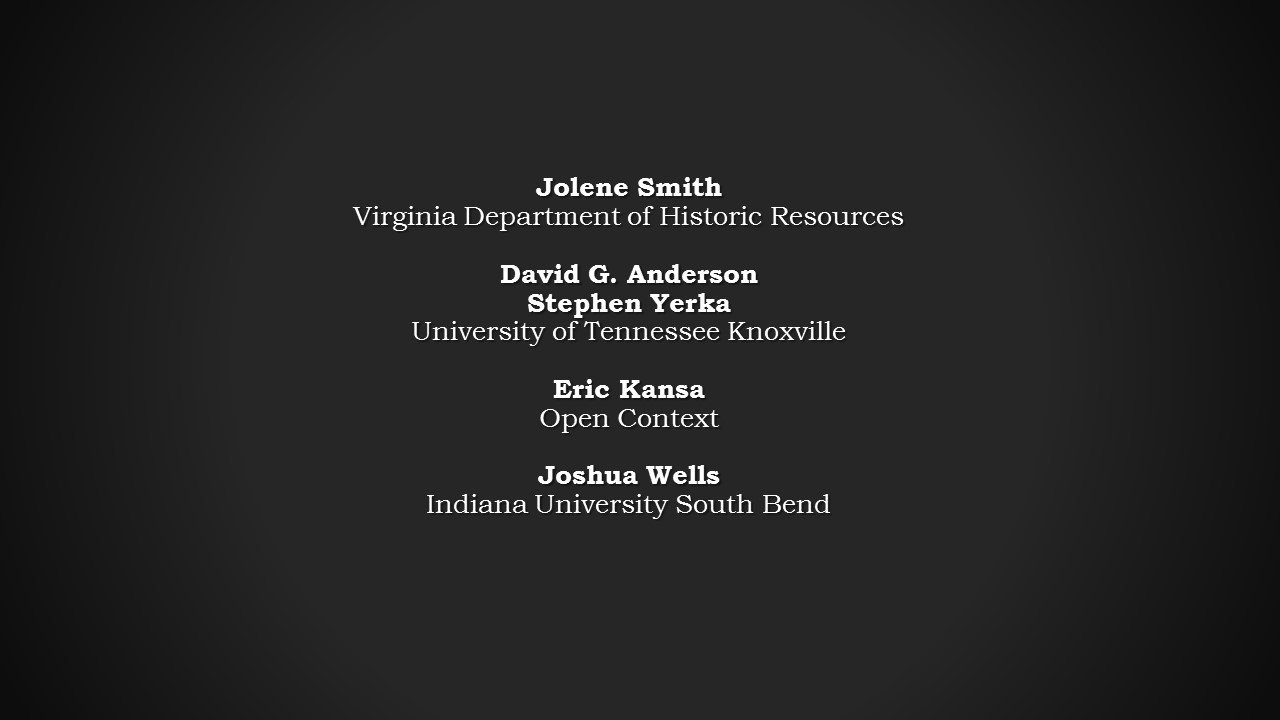 Jolene Smith
Virginia Department of Historic Resources
David G. Anderson
Stephen Yerka
University of Tennessee Knoxville
Eric Kansa
Open Context
Joshua Wells
Indiana University South Bend